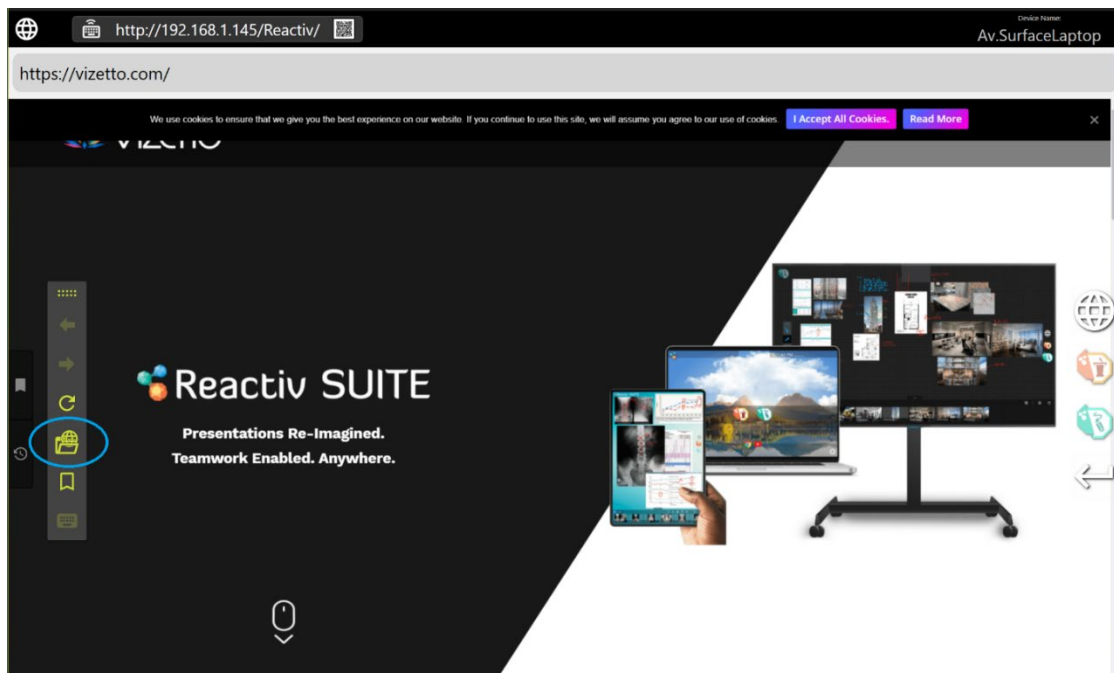 http://192.168.1.145/Reactiv/
Device Name:
Av.SurfaceLaptop
https://vizetto.com/
We use cookies to ensure that we give you the best experience on our website. If you continue to use this site, we will assume you agree to our use of cookies.
I Accept All Cookies.
Read More
VIZETTO
Reactiv SUITE
Presentations Re-Imagined.
Teamwork Enabled. Anywhere.